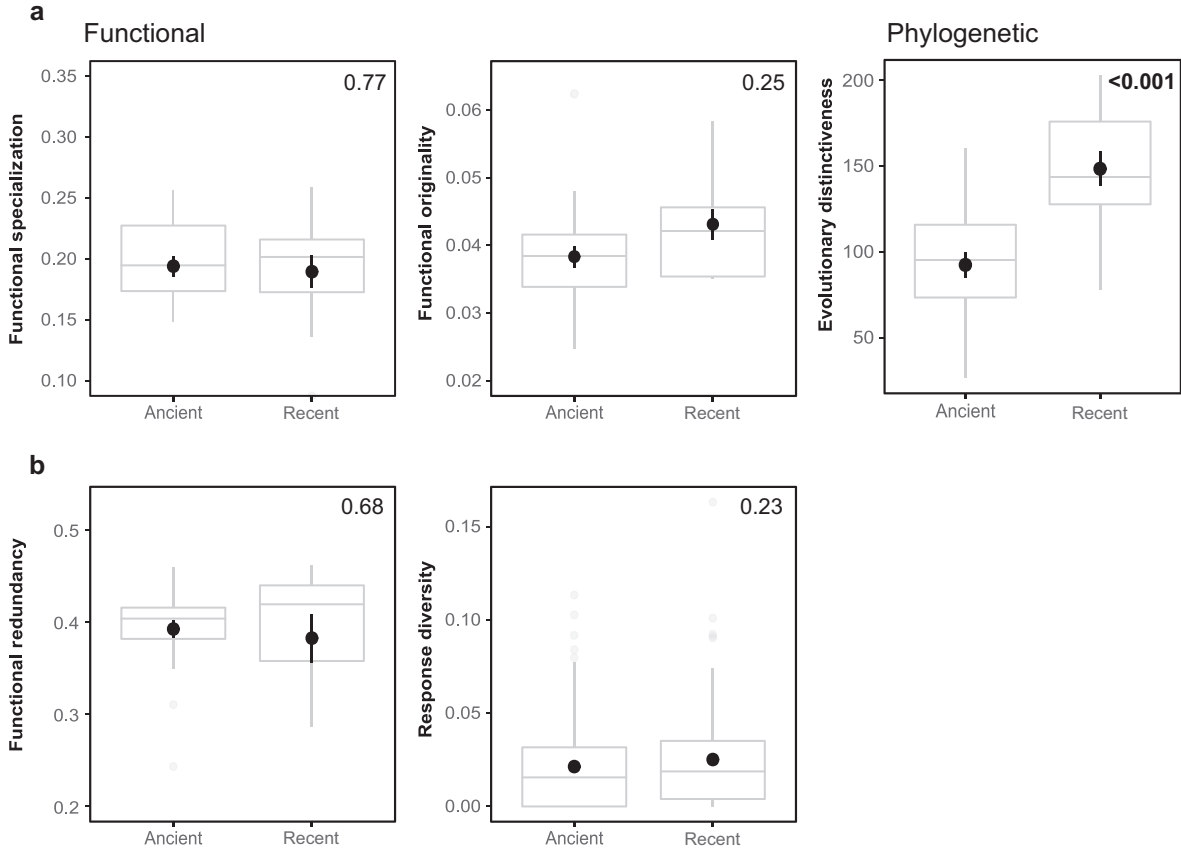 a
Functional
Phylogenetic
Functional specialization
0.35
0.30
0.25
0.20
0.15
0.10
0.77
Ancient
Recent
Functional originality
0.06
0.05
0.04
0.03
0.02
0.25
Ancient
Recent
Evolutionary distinctiveness
200
150
100
50
<0.001
Ancient
Recent
b
Functional redundancy
0.5
0.4
0.3
0.2
0.68
Ancient
Recent
Response diversity
0.15
0.10
0.05
0.00
0.23
Ancient
Recent